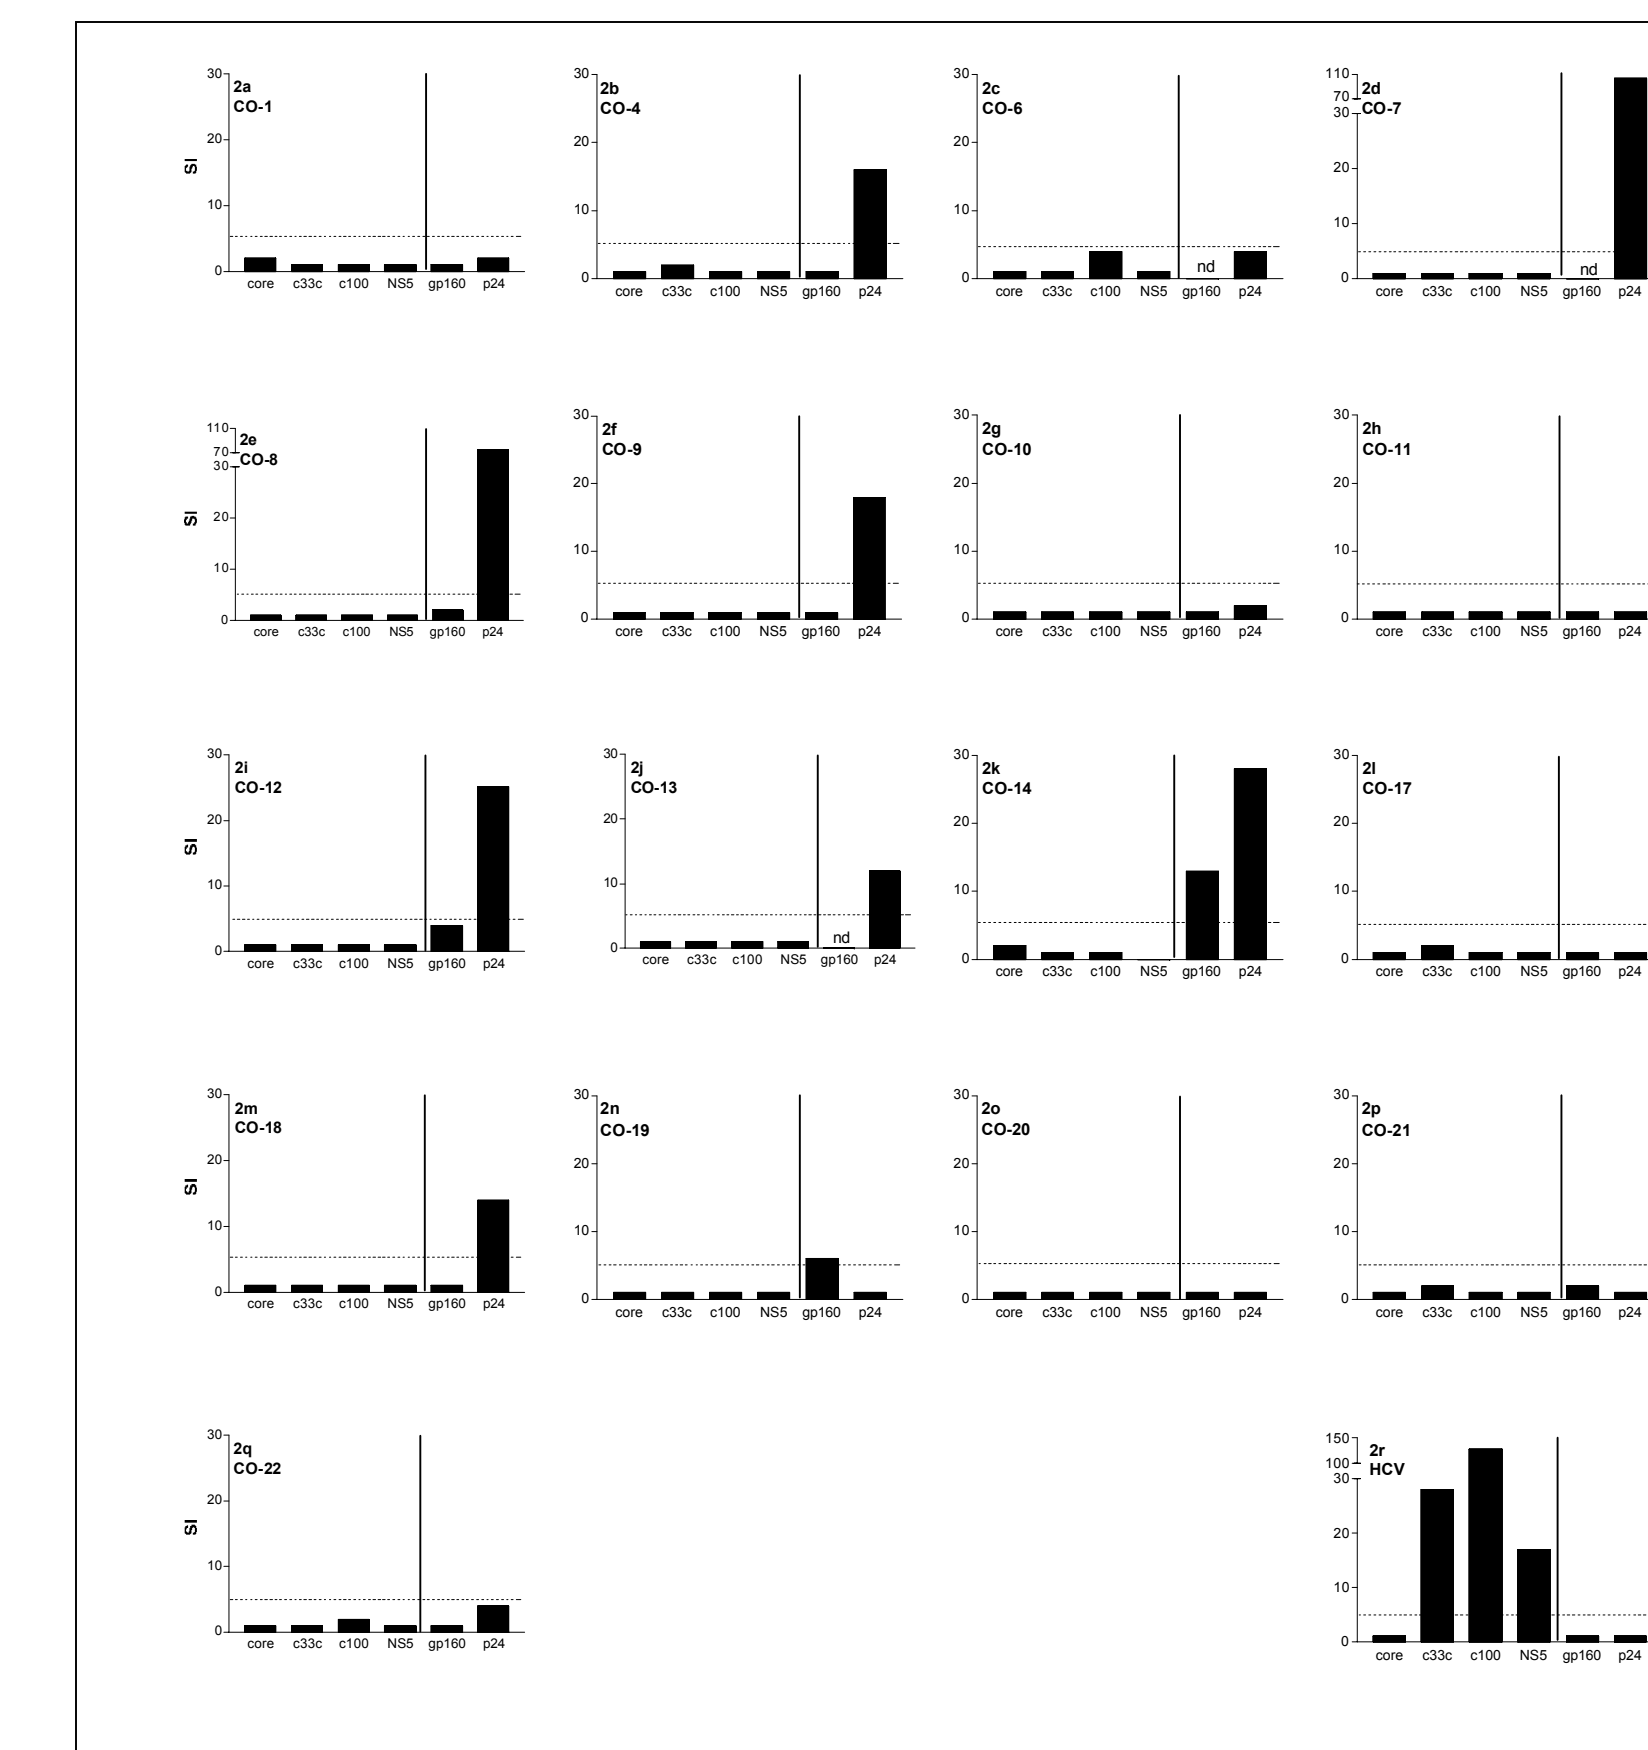 30
2a
CO-1
20
SI
10
0
core c33c c100 NS5 gp160 p24
30
2b
CO-4
20
10
0
core c33c c100 NS5 gp160 p24
30
2c
CO-6
20
10
nd
0
core c33c c100 NS5 gp160 p24
110
2d
70
CO-7
30
20
10
nd
0
core c33c c100 NS5 gp160 p24
110
2e
70
CO-8
30
SI
20
10
0
core c33c c100 NS5 gp160 p24
30
2f
CO-9
20
10
0
core c33c c100 NS5 gp160 p24
30
2g
CO-10
20
10
0
core c33c c100 NS5 gp160 p24
30
2h
CO-11
20
10
0
core c33c c100 NS5 gp160 p24
30
2i
CO-12
20
SI
10
0
core c33c c100 NS5 gp160 p24
30
2j
CO-13
20
10
nd
0
core c33c c100 NS5 gp160 p24
30
2k
CO-14
20
10
0
core c33c c100 NS5 gp160 p24
30
2l
CO-17
20
10
0
core c33c c100 NS5 gp160 p24
30
2m
CO-18
20
SI
10
0
core c33c c100 NS5 gp160 p24
30
2n
CO-19
20
10
0
core c33c c100 NS5 gp160 p24
30
2o
CO-20
20
10
0
core c33c c100 NS5 gp160 p24
30
2p
CO-21
20
10
0
core c33c c100 NS5 gp160 p24
30
2q
CO-22
20
SI
10
0
core c33c c100 NS5 gp160 p24
150
2r
100
HCV
30
20
10
0
core c33c c100 NS5 gp160 p24